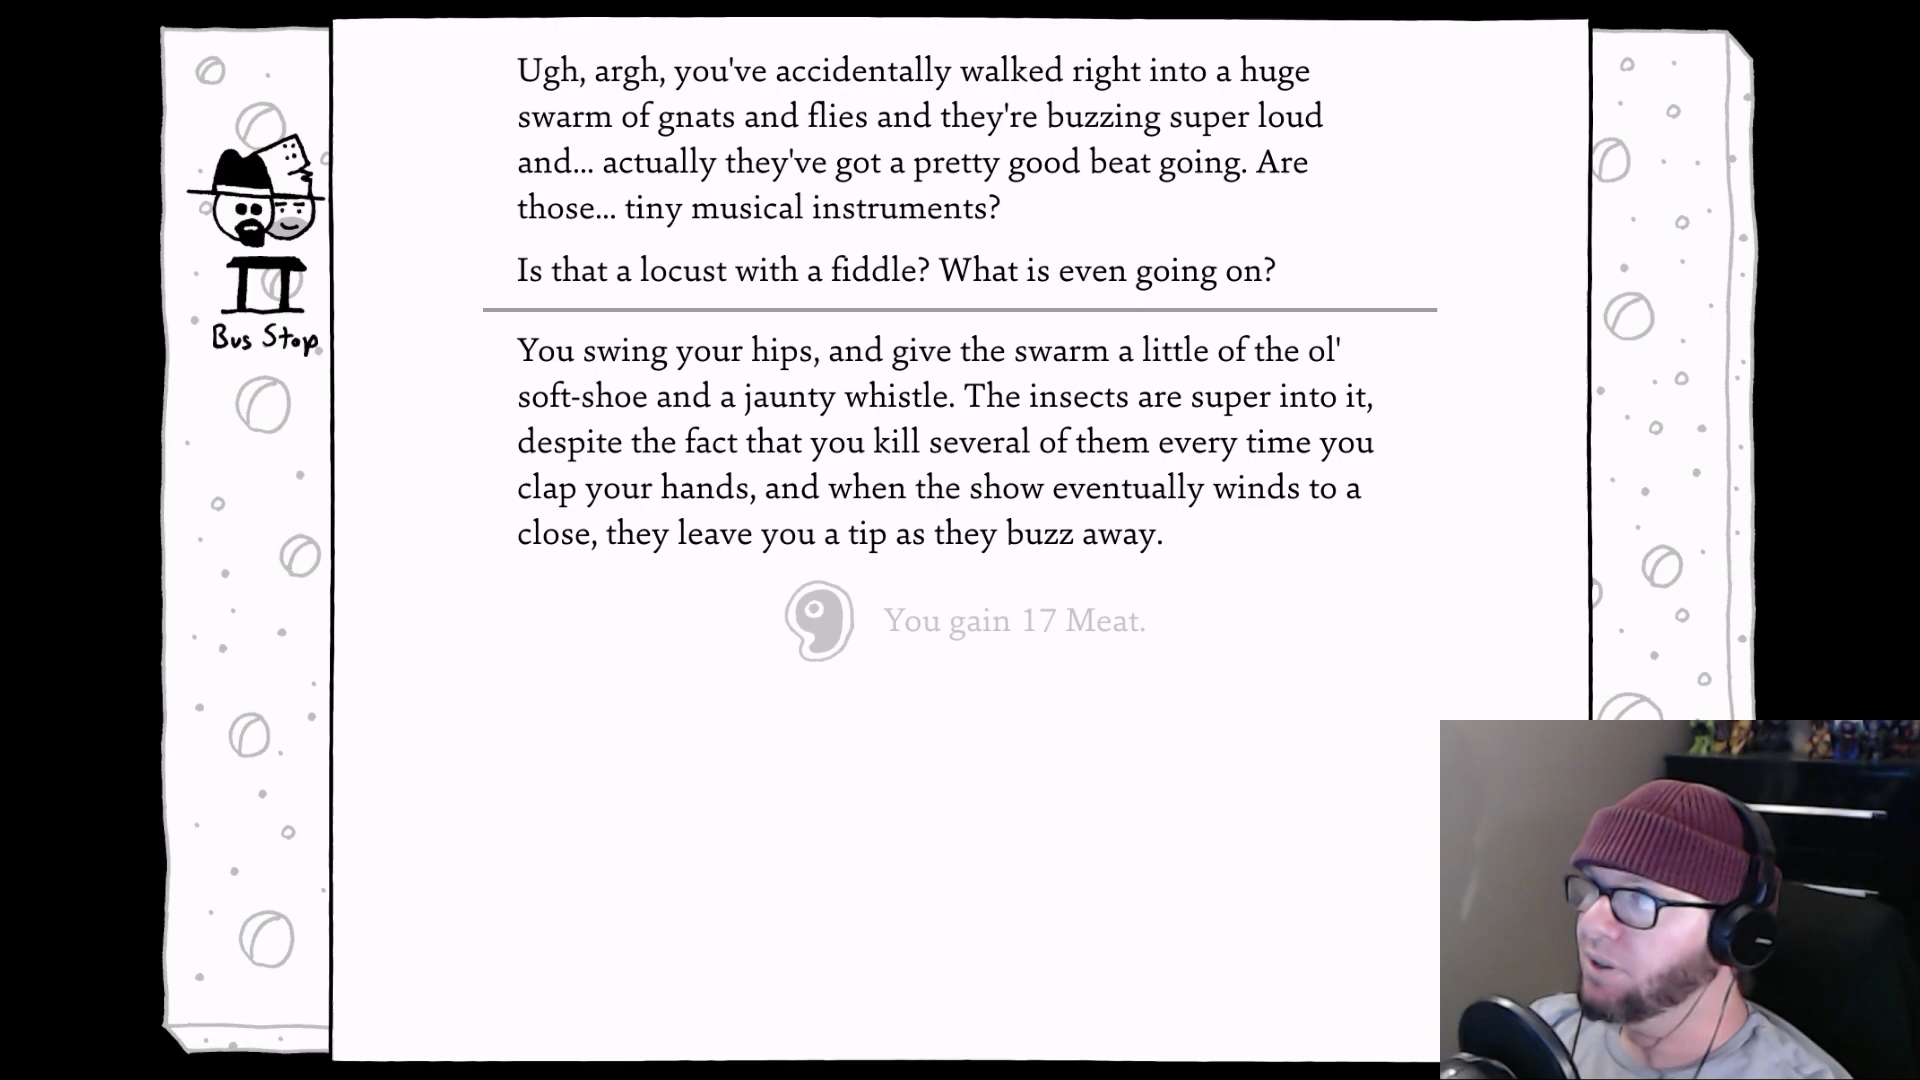 Ugh, argh, you've accidentally walked right into a huge
swarm of gnats and flies and they're buzzing super loud
and... actually they've got a pretty good beat going. Are
those... tiny musical instruments?
Is that a locust with a fiddle? What is even going on?
You swing your hips, and give the swarm a little of the ol'
soft-shoe and a jaunty whistle. The insects are super into it,
despite the fact that you kill several of them every time you
clap your hands, and when the show eventually winds to a
close, they leave you a tip as they buzz away.
You gain 17 Meat.
Bus Stop